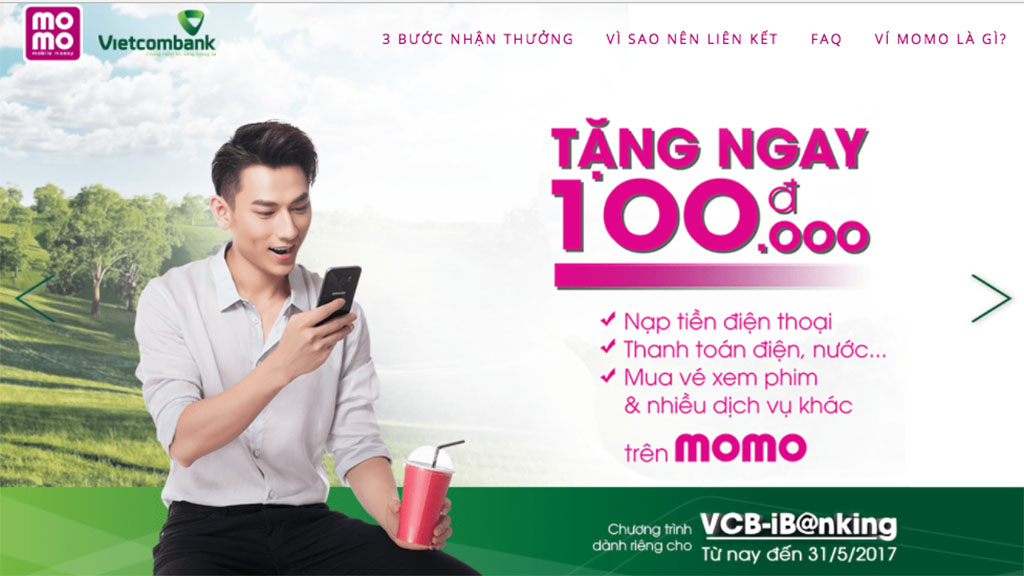 mo
mo
mobile money
Vietcombank
3 BƯỚC NHẬN THƯỞNG
VÌ SAO NÊN LIÊN KẾT
FAQ
VÍ MOMO LÀ GÌ?
TẶNG NGAY
100.000đ
Nạp tiền điện thoại
Thanh toán điện, nước...
Mua vé xem phim
& nhiều dịch vụ khác
trên momo
Chương trình
dành riêng cho
VCB-iB@nking
Từ nay đến 31/5/2017